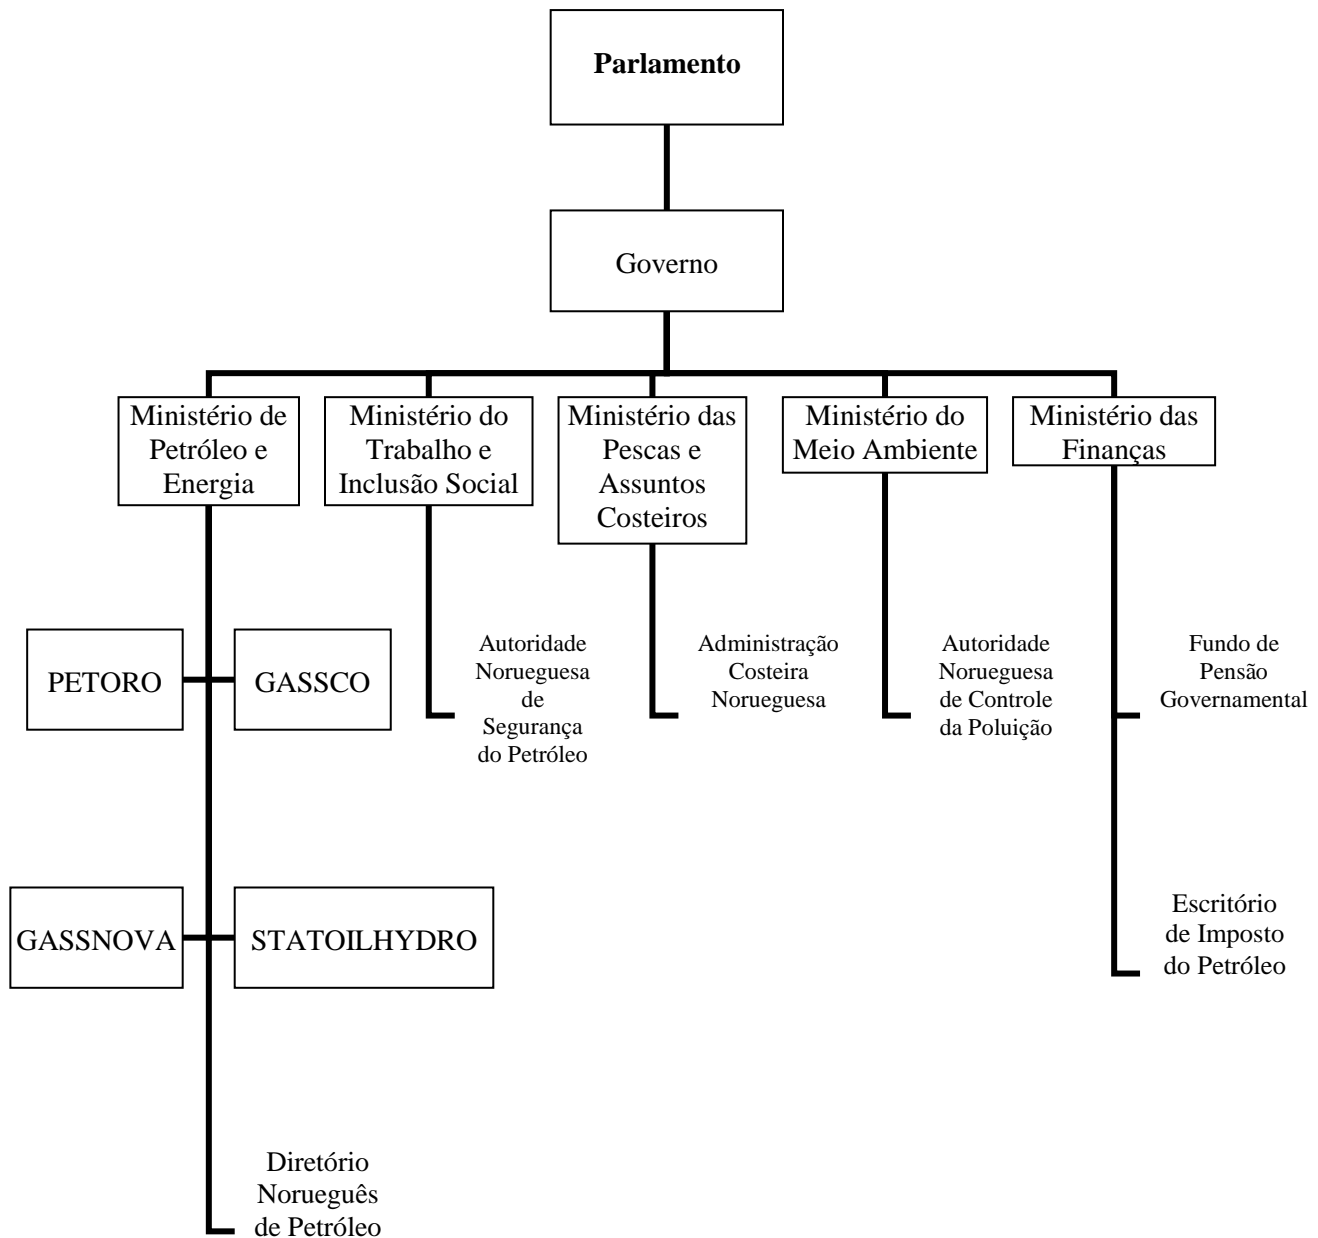 Parlamento
Governo
Ministério de
Petróleo e
Energia
Ministério do
Trabalho e
Inclusão Social
Ministério das
Pescas e
Assuntos
Costeiros
Ministério do
Meio Ambiente
Ministério das
Finanças
PETORO
GASSCO
Autoridade
Norueguesa
de
Segurança
do Petróleo
Administração
Costeira
Norueguesa
Autoridade
Norueguesa
de Controle
da Poluição
Fundo de
Pensão
Governamental
GASSNOVA
STATOILHYDRO
Escritório
de Imposto
do Petróleo
Diretório
Norueguês
de Petróleo